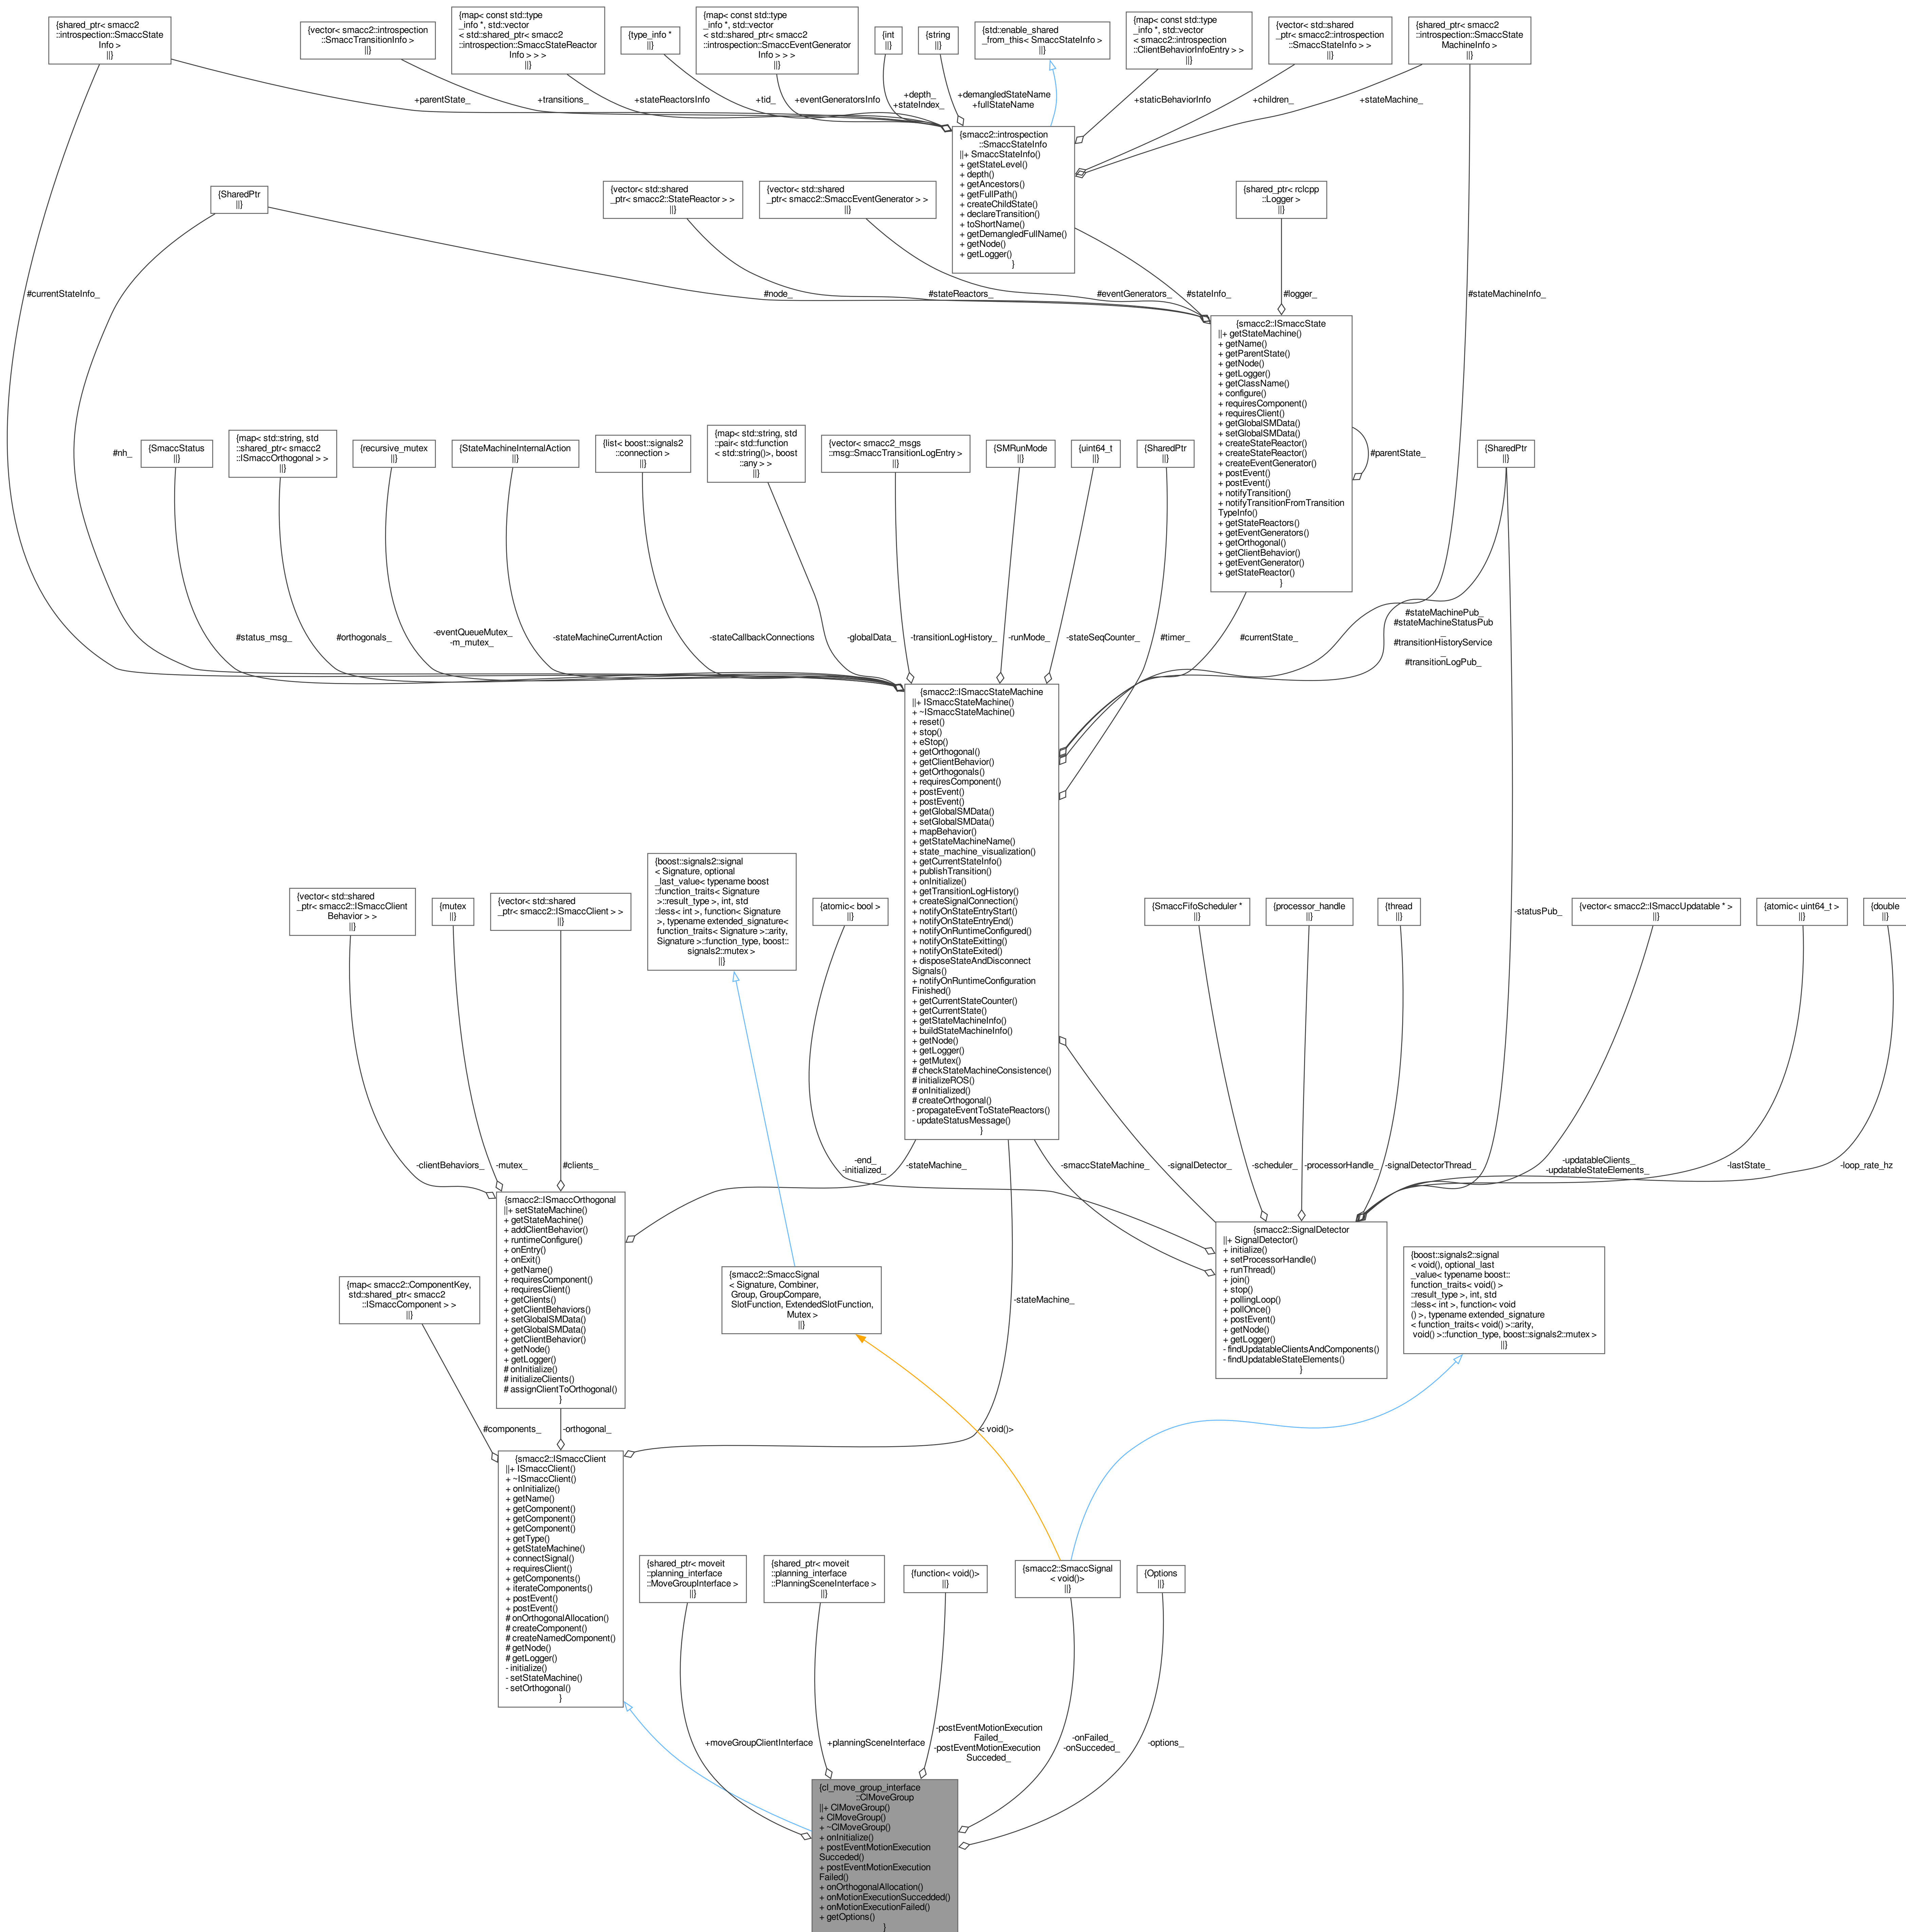 {shared_ptr< smacc2
::introspection::SmaccState
Info >
||}
{vector< smacc2::introspection
::SmaccTransitionInfo >
||}
{map< const std::type
_info *, std::vector
< std::shared_ptr< smacc2
::introspection::SmaccStateReactor
Info > > >
||}
{type_info *
||}
{map< const std::type
_info *, std::vector
< std::shared_ptr< smacc2
::introspection::SmaccEventGenerator
Info > > >
||}
{int
||}
{string
||}
{std::enable_shared
_from_this< SmaccStateInfo >
||}
{map< const std::type
_info *, std::vector
< smacc2::introspection
::ClientBehaviorInfoEntry > >
||}
{vector< std::shared
_ptr< smacc2::introspection
::SmaccStateInfo > >
||}
{shared_ptr< smacc2
::introspection::SmaccState
MachineInfo >
||}
+parentState_
+transitions_
+stateReactorsInfo
+tid_
+eventGeneratorsInfo
+depth_
+stateIndex_
+demangledStateName
+fullStateName
+staticBehaviorInfo
+children_
+stateMachine_
{smacc2::introspection
::SmaccStateInfo
||+ SmaccStateInfo()
+ getStateLevel()
+ depth()
+ getAncestors()
+ getFullPath()
+ createChildState()
+ declareTransition()
+ toShortName()
+ getDemangledFullName()
+ getNode()
+ getLogger()
}
{SharedPtr
||}
{vector< std::shared
_ptr< smacc2::StateReactor > >
||}
{vector< std::shared
_ptr< smacc2::SmaccEventGenerator > >
||}
{shared_ptr< rclcpp
::Logger >
||}
#currentStateInfo_
#node_
#stateReactors_
#eventGenerators_
#stateInfo_
#logger_
#stateMachineInfo_
{smacc2::ISmaccState
||+ getStateMachine()
+ getName()
+ getParentState()
+ getNode()
+ getLogger()
+ getClassName()
+ configure()
+ requiresComponent()
+ requiresClient()
+ getGlobalSMData()
+ setGlobalSMData()
+ createStateReactor()
+ createStateReactor()
+ createEventGenerator()
+ postEvent()
+ postEvent()
+ notifyTransition()
+ notifyTransitionFromTransition
TypeInfo()
+ getStateReactors()
+ getEventGenerators()
+ getOrthogonal()
+ getClientBehavior()
+ getEventGenerator()
+ getStateReactor()
}
#parentState_
#nh_
{SmaccStatus
||}
{map< std::string, std
::shared_ptr< smacc2
::ISmaccOrthogonal > >
||}
{recursive_mutex
||}
{StateMachineInternalAction
||}
{list< boost::signals2
::connection >
||}
{map< std::string, std
::pair< std::function
< std::string()>, boost
::any > >
||}
{vector< smacc2_msgs
::msg::SmaccTransitionLogEntry >
||}
{SMRunMode
||}
{uint64_t
||}
{SharedPtr
||}
{SharedPtr
||}
#status_msg_
#orthogonals_
-eventQueueMutex_
-m_mutex_
-stateMachineCurrentAction
-stateCallbackConnections
-globalData_
-transitionLogHistory_
-runMode_
-stateSeqCounter_
#timer_
#currentState_
#stateMachinePub_
#stateMachineStatusPub
_
#transitionHistoryService
_
#transitionLogPub_
{smacc2::ISmaccStateMachine
||+ ISmaccStateMachine()
+ ~ISmaccStateMachine()
+ reset()
+ stop()
+ eStop()
+ getOrthogonal()
+ getClientBehavior()
+ getOrthogonals()
+ requiresComponent()
+ postEvent()
+ postEvent()
+ getGlobalSMData()
+ setGlobalSMData()
+ mapBehavior()
+ getStateMachineName()
+ state_machine_visualization()
+ getCurrentStateInfo()
+ publishTransition()
+ onInitialize()
+ getTransitionLogHistory()
+ createSignalConnection()
+ notifyOnStateEntryStart()
+ notifyOnStateEntryEnd()
+ notifyOnRuntimeConfigured()
+ notifyOnStateExitting()
+ notifyOnStateExited()
+ disposeStateAndDisconnect
Signals()
+ notifyOnRuntimeConfiguration
Finished()
+ getCurrentStateCounter()
+ getCurrentState()
+ getStateMachineInfo()
+ buildStateMachineInfo()
+ getNode()
+ getLogger()
+ getMutex()
# checkStateMachineConsistence()
# initializeROS()
# onInitialized()
# createOrthogonal()
- propagateEventToStateReactors()
- updateStatusMessage()
}
{vector< std::shared
_ptr< smacc2::ISmaccClient
Behavior > >
||}
{mutex
||}
{vector< std::shared
_ptr< smacc2::ISmaccClient > >
||}
{boost::signals2::signal
< Signature, optional
_last_value< typename boost
::function_traits< Signature
>::result_type >, int, std
::less< int >, function< Signature
>, typename extended_signature<
function_traits< Signature >::arity,
Signature >::function_type, boost::
signals2::mutex >
||}
{atomic< bool >
||}
{SmaccFifoScheduler *
||}
{processor_handle
||}
{thread
||}
-statusPub_
{vector< smacc2::ISmaccUpdatable * >
||}
{atomic< uint64_t >
||}
{double
||}
-clientBehaviors_
-mutex_
#clients_
-end_
-initialized_
-stateMachine_
-smaccStateMachine_
-signalDetector_
-scheduler_
-processorHandle_
-signalDetectorThread_
-updatableClients_
-updatableStateElements_
-lastState_
-loop_rate_hz
{smacc2::ISmaccOrthogonal
||+ setStateMachine()
+ getStateMachine()
+ addClientBehavior()
+ runtimeConfigure()
+ onEntry()
+ onExit()
+ getName()
+ requiresComponent()
+ requiresClient()
+ getClients()
+ getClientBehaviors()
+ setGlobalSMData()
+ getGlobalSMData()
+ getClientBehavior()
+ getNode()
+ getLogger()
# onInitialize()
# initializeClients()
# assignClientToOrthogonal()
}
{smacc2::SignalDetector
||+ SignalDetector()
+ initialize()
+ setProcessorHandle()
+ runThread()
+ join()
+ stop()
+ pollingLoop()
+ pollOnce()
+ postEvent()
+ getNode()
+ getLogger()
- findUpdatableClientsAndComponents()
- findUpdatableStateElements()
}
{map< smacc2::ComponentKey,
std::shared_ptr< smacc2
::ISmaccComponent > >
||}
{smacc2::SmaccSignal
< Signature, Combiner,
Group, GroupCompare,
SlotFunction, ExtendedSlotFunction,
Mutex >
||}
-stateMachine_
{boost::signals2::signal
< void(), optional_last
_value< typename boost::
function_traits< void() >
::result_type >, int, std
::less< int >, function< void
() >, typename extended_signature
< function_traits< void() >::arity,
void() >::function_type, boost::signals2::mutex >
||}
#components_
-orthogonal_
< void()>
{smacc2::ISmaccClient
||+ ISmaccClient()
+ ~ISmaccClient()
+ onInitialize()
+ getName()
+ getComponent()
+ getComponent()
+ getComponent()
+ getType()
+ getStateMachine()
+ connectSignal()
+ requiresClient()
+ getComponents()
+ iterateComponents()
+ postEvent()
+ postEvent()
# onOrthogonalAllocation()
# createComponent()
# createNamedComponent()
# getNode()
# getLogger()
- initialize()
- setStateMachine()
- setOrthogonal()
}
{shared_ptr< moveit
::planning_interface
::MoveGroupInterface >
||}
{shared_ptr< moveit
::planning_interface
::PlanningSceneInterface >
||}
{function< void()>
||}
{smacc2::SmaccSignal
< void()>
||}
{Options
||}
+moveGroupClientInterface
+planningSceneInterface
-postEventMotionExecution
Failed_
-postEventMotionExecution
Succeded_
-onFailed_
-onSucceded_
-options_
{cl_move_group_interface
::ClMoveGroup
||+ ClMoveGroup()
+ ClMoveGroup()
+ ~ClMoveGroup()
+ onInitialize()
+ postEventMotionExecution
Succeded()
+ postEventMotionExecution
Failed()
+ onOrthogonalAllocation()
+ onMotionExecutionSuccedded()
+ onMotionExecutionFailed()
+ getOptions()
}